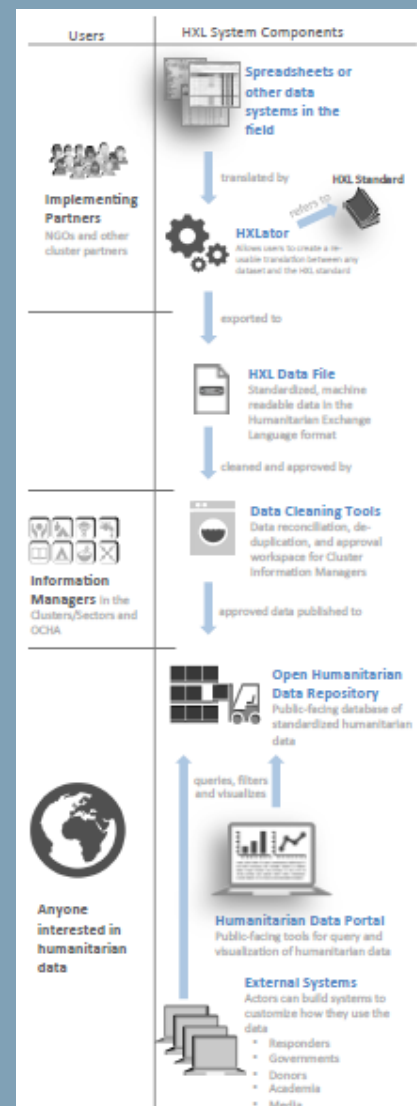 Users
HXL System Components
Spreadsheets or
other data
systems in the
field
translated by
HXL Standard
refers to
Implementing
Partners
NGOs and other
cluster partners
HXLator
Allows users to create a re-
usable translation between any
dataset and the HXL standard
exported to
HXL Data File
Standardized, machine
readable data in the
Humanitarian Exchange
Language format
cleaned and approved by
Data Cleaning Tools
Data reconciliation, de-
duplication, and approval
workspace for Cluster
Information Managers
Information
Managers in the
Clusters/Sectors and
OCHA
approved data published to
Open Humanitarian
Data Repository
Public-facing database of
standardized humanitarian
data
queries, filters
and visualizes
Anyone
interested in
humanitarian
data
Humanitarian Data Portal
Public-facing tools for query and
visualization of humanitarian data
External Systems
Actors can build systems to
customize how they use the
data
• Responders
• Governments
• Donors
• Academia
• Media